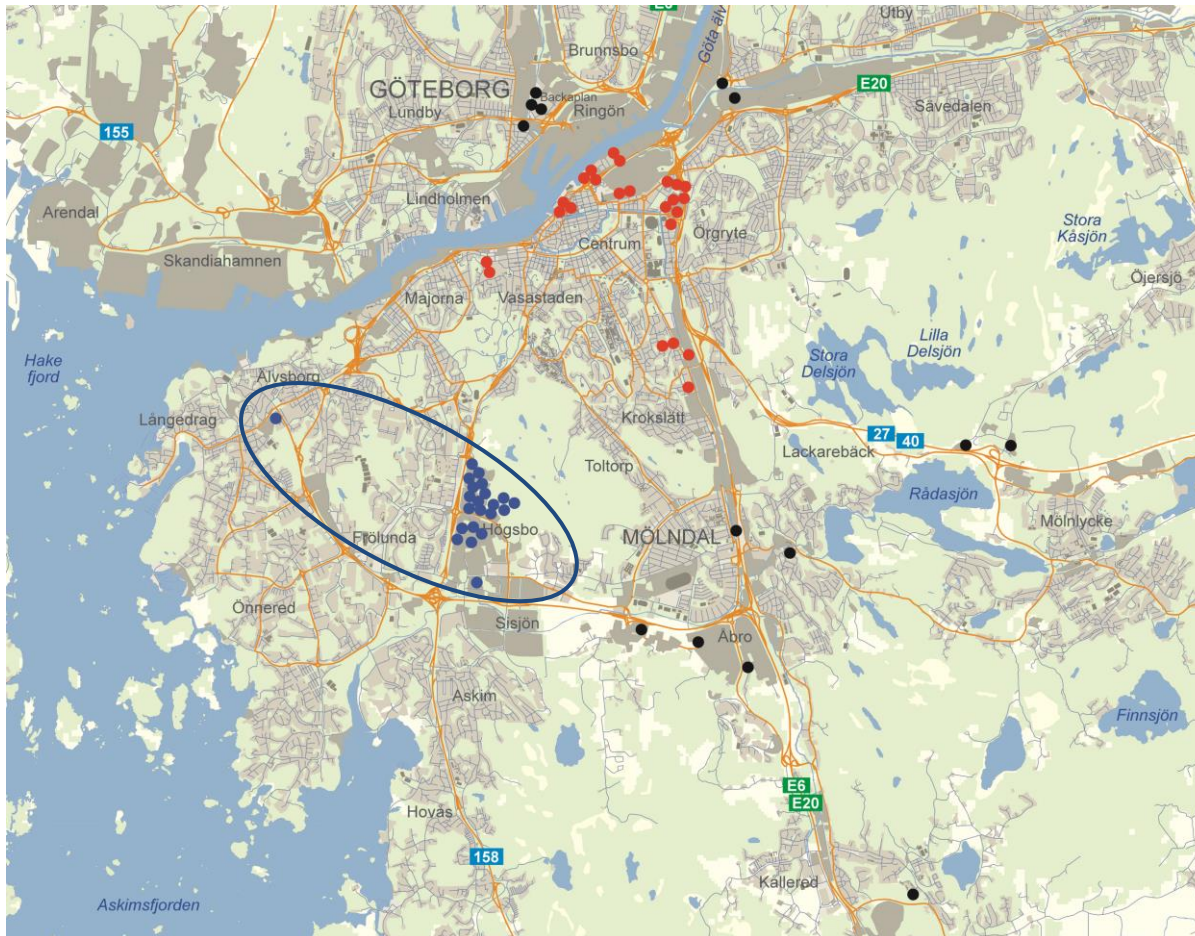 E6
Utby
Göta älv
Brunnsbo
E20
GÖTEBORG
Backaplan
Lundby
Ringön
Sävedalen
155
Lindholmen
Arendal
Stora
Kåsjön
Örgryte
Centrum
Skandiahamnen
Öjersjö
Majorna
Vasastaden
Lilla
Delsjön
Stora
Delsjön
Hake
fjord
Älvsborg
Långedrag
Krokslätt
27
40
Lackarebäck
Toltorp
Rådasjön
Mölnlycke
Högsbo
Frölunda
MÖLNDAL
Önnered
Sisjön
Åbro
Askim
Finnsjön
E6
E20
Hovås
158
Kållered
Askimsfjorden